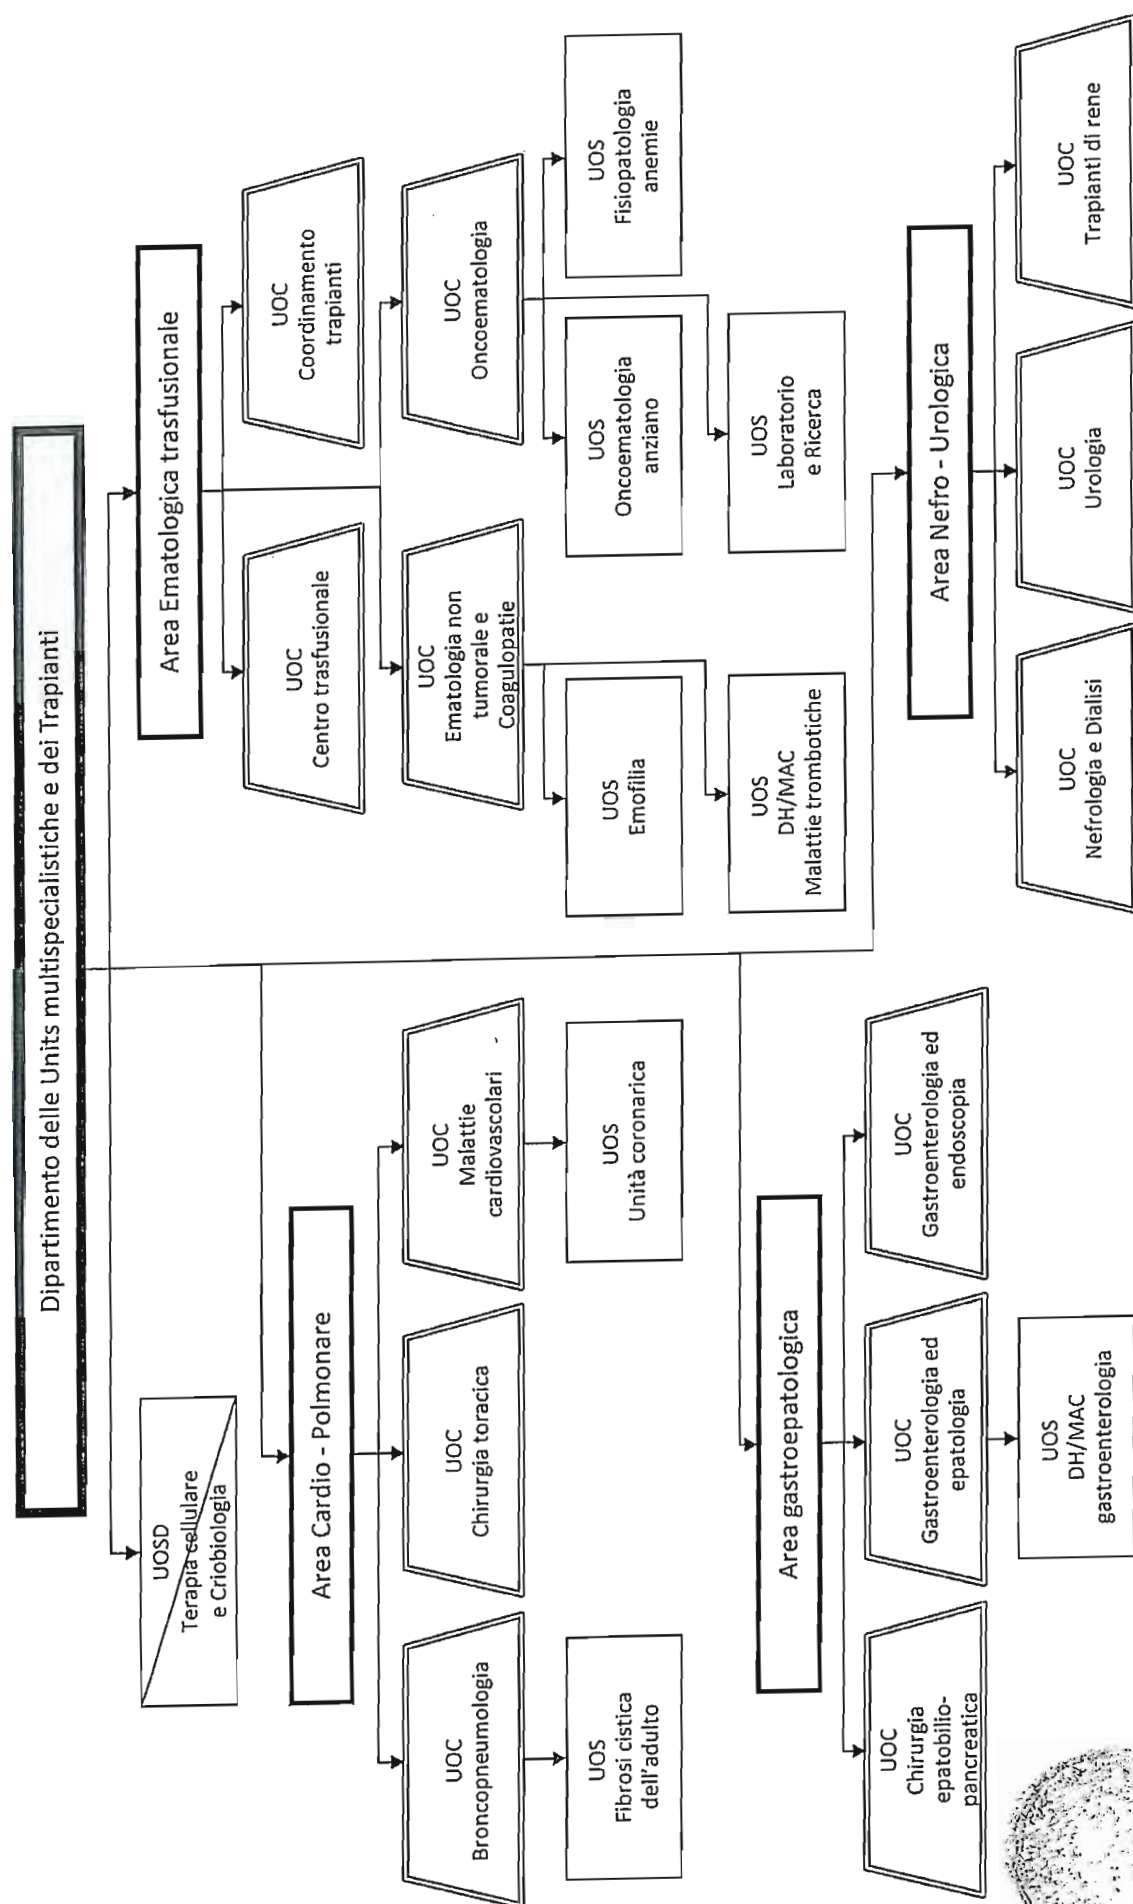 Dipartimento delle Units multispecialistiche e dei Trapianti
UOSD
Terapia cellulare
e Criobiologia
Area Cardio - Polmonare
UOC
Broncopneumologia
UOC
Chirurgia toracica
UOC
Malattie
cardiovascolari
UOS
Fibrosi cistica
dell'adulto
UOS
Unità coronarica
Area Ematologica trasfusionale
UOC
Centro trasfusionale
UOC
Coordinamento
trapianti
UOC
Ematologia non
tumorale e
Coagulopatie
UOC
Oncoematologia
UOS
Emofilia
UOS
Oncoematologia
anziano
UOS
Fisiopatologia
anemie
UOS
DH/MAC
Malattie trombotiche
UOS
Laboratorio
e Ricerca
Area gastroepatologica
UOC
Chirurgia
epatobilio-
pancreatica
UOC
Gastroenterologia ed
epatologia
UOC
Gastroenterologia ed
endoscopia
UOS
DH/MAC
gastroenterologia
Area Nefro - Urologica
UOC
Nefrologia e Dialisi
UOC
Urologia
UOC
Trapianti di rene